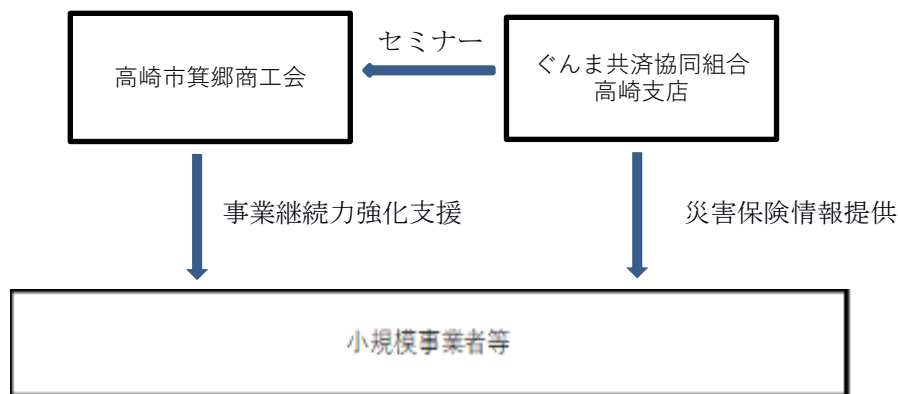 セミナー
高崎市箕郷商工会
ぐんま共済協同組合
高崎支店
事業継続力強化支援
災害保険情報提供
小規模事業者等